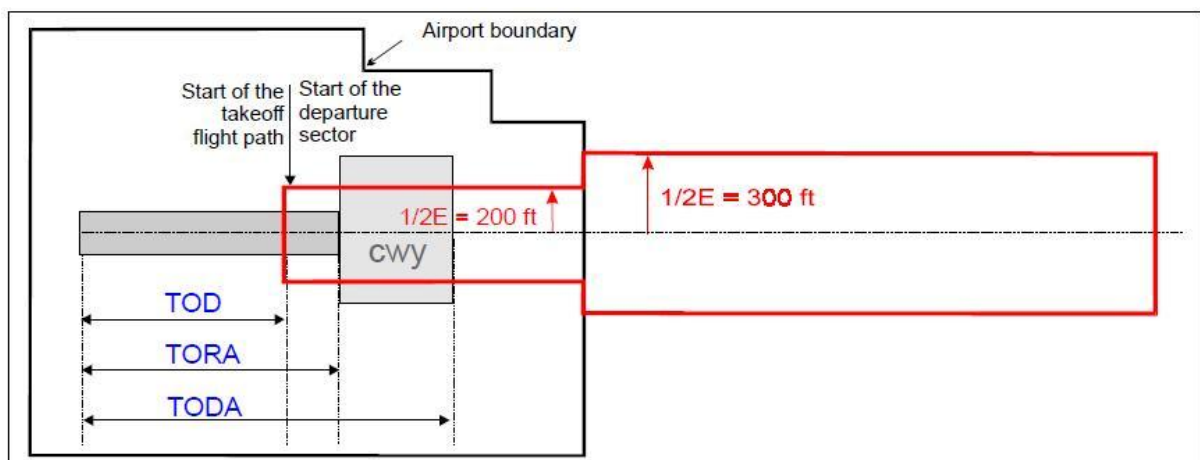 Airport boundary
Start of the
takeoff
flight path
Start of the
departure
sector
1/2E = 200 ft
1/2E = 300 ft
cwy
TOD
TORA
TODA